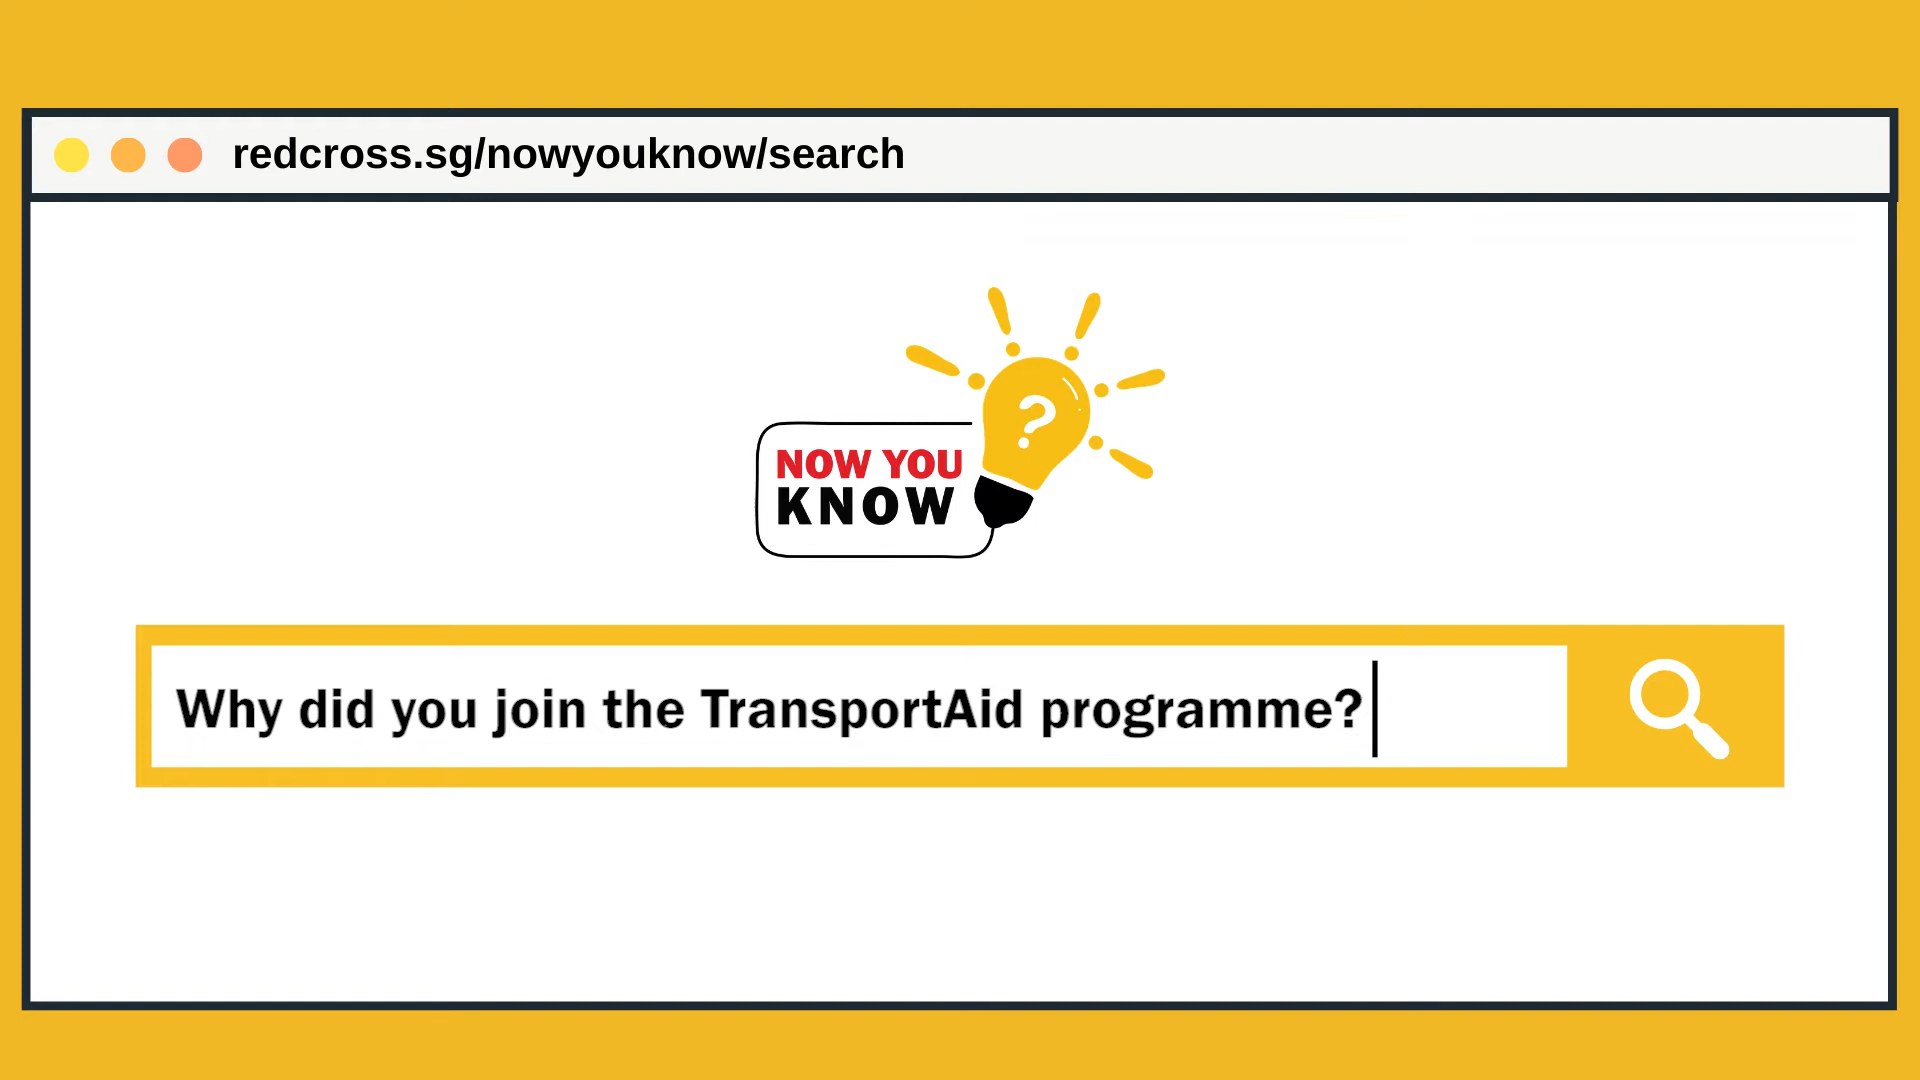 redcross.sg/nowyouknow/search
?
NOW YOU
KNOW
Why did you join the TransportAid programme?